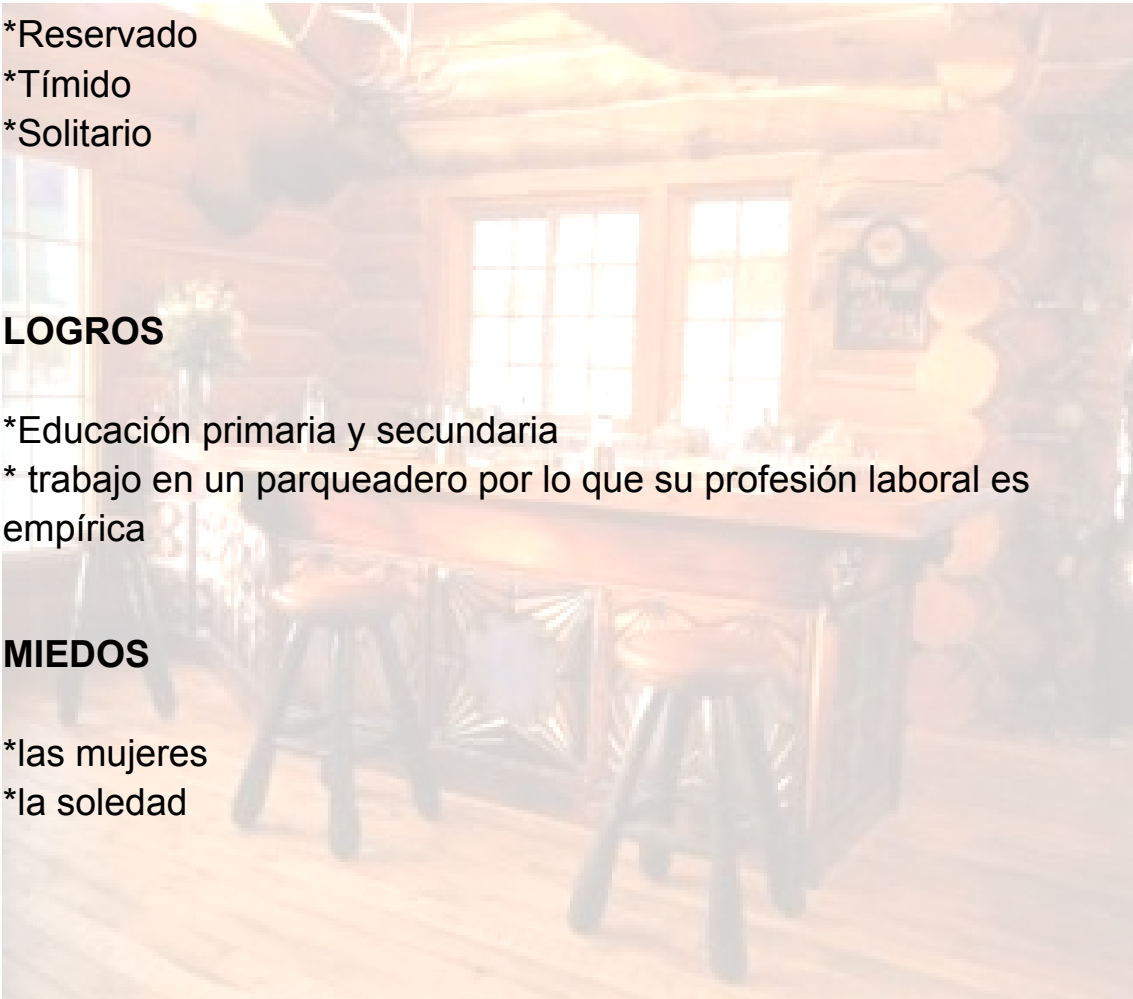 *Reservado
*Tímido
*Solitario
LOGROS
*Educación primaria y secundaria
* trabajo en un parqueadero por lo que su profesión laboral es
empírica
MIEDOS
*las mujeres
*la soledad